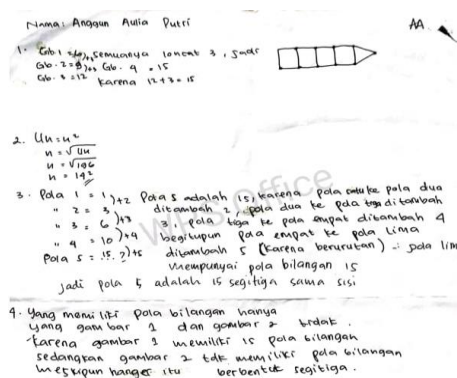 Nama: Anggun Aulia Putri
AA
1. Gb 1 = 6)+3 semuanya loncat 3, jadi
Gb. 2 = 9)+3 Gb. 4 = 15
Gb. 3 = 12 karena 12+3 = 15
2. Un = n²
n = √Un
n = √196
n = 14²
3. Pola 1 = 1)+2 Pola 5 adalah 15, karena pola satu ke pola dua
" 2 = 3 ditambah 2, pola dua ke pola tiga ditambah
" 3 = 6)+3 3, pola tiga ke pola empat ditambah 4
" 4 = 10)+4 begitupun pola empat ke pola lima
Pola 5 = 15. ?)+5 ditambah 5 (karena berurutan) ∴ pola lim
mempunyai pola bilangan 15
Jadi pola 5 adalah 15 segitiga sama sisi
4. Yang memiliki pola bilangan hanya
yang gambar 1 dan gambar 2 tidak.
Karena gambar 1 memiliki 15 pola bilangan
sedangkan gambar 2 tdk memiliki pola bilangan
meskipun hanger itu berbentuk segitiga.
WPS Office